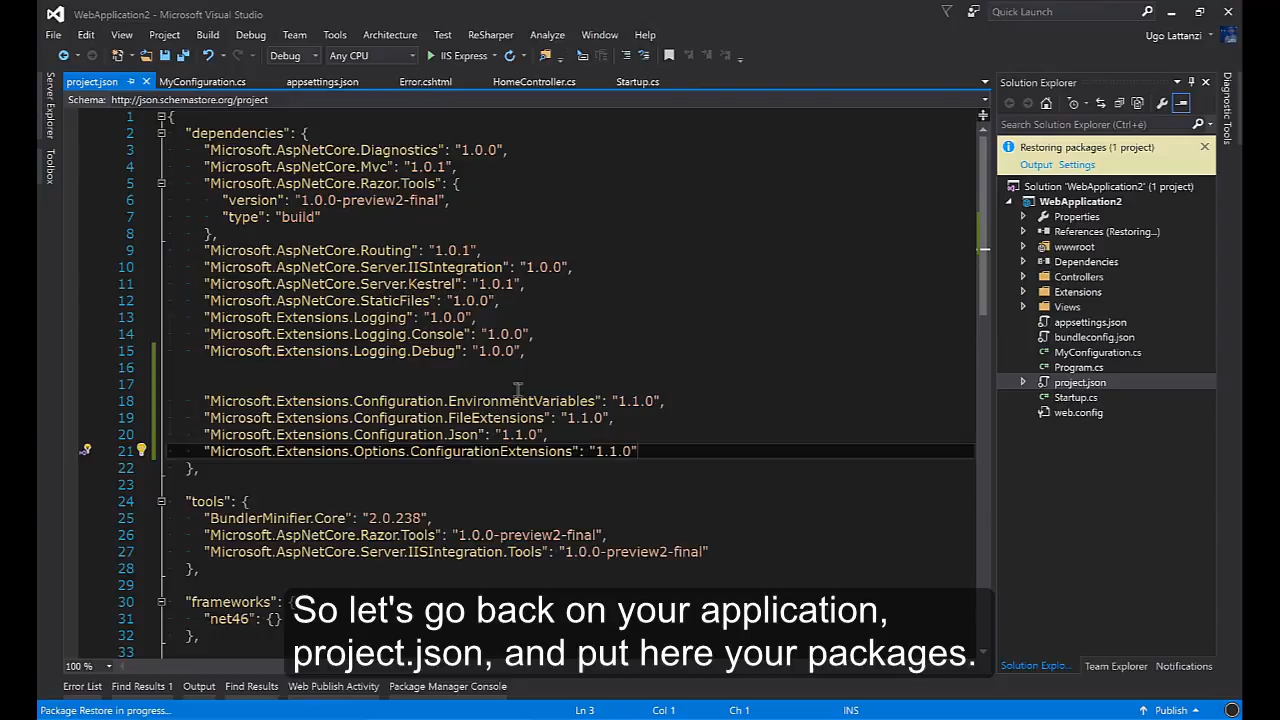 WebApplication2 - Microsoft Visual Studio
Quick Launch
File Edit View Project Build Debug Team Tools Architecture Test ReSharper Analyze Window Help
Ugo Lattanzi
Debug Any CPU IIS Express
project.json MyConfiguration.cs appsettings.json Error.cshtml HomeController.cs Startup.cs
Schema: http://json.schemastore.org/project
Server Explorer
Toolbox
1 {
2 "dependencies": {
3 "Microsoft.AspNetCore.Diagnostics": "1.0.0",
4 "Microsoft.AspNetCore.Mvc": "1.0.1",
5 "Microsoft.AspNetCore.Razor.Tools": {
6 "version": "1.0.0-preview2-final",
7 "type": "build"
8 },
9 "Microsoft.AspNetCore.Routing": "1.0.1",
10 "Microsoft.AspNetCore.Server.IISIntegration": "1.0.0",
11 "Microsoft.AspNetCore.Server.Kestrel": "1.0.1",
12 "Microsoft.AspNetCore.StaticFiles": "1.0.0",
13 "Microsoft.Extensions.Logging": "1.0.0",
14 "Microsoft.Extensions.Logging.Console": "1.0.0",
15 "Microsoft.Extensions.Logging.Debug": "1.0.0",
16
17
18 "Microsoft.Extensions.Configuration.EnvironmentVariables": "1.1.0",
19 "Microsoft.Extensions.Configuration.FileExtensions": "1.1.0",
20 "Microsoft.Extensions.Configuration.Json": "1.1.0",
21 "Microsoft.Extensions.Options.ConfigurationExtensions": "1.1.0"
22 },
23
24 "tools": {
25 "BundlerMinifier.Core": "2.0.238",
26 "Microsoft.AspNetCore.Razor.Tools": "1.0.0-preview2-final",
27 "Microsoft.AspNetCore.Server.IISIntegration.Tools": "1.0.0-preview2-final"
28 },
29
30 "frameworks": {
31 "net46": {}
32 },
33
So let's go back on your application,
project.json, and put here your packages.
100 %
Solution Explorer
Search Solution Explorer (Ctrl+è)
Restoring packages (1 project)
Output Settings
Solution 'WebApplication2' (1 project)
WebApplication2
Properties
References (Restoring...)
wwwroot
Dependencies
Controllers
Extensions
Views
appsettings.json
bundleconfig.json
MyConfiguration.cs
Program.cs
project.json
Startup.cs
web.config
Solution Explo... Team Explorer Notifications
Diagnostic Tools
Error List Find Results 1 Output Find Results Web Publish Activity Package Manager Console
Package Restore in progress... Ln 3 Col 1 Ch 1 INS Publish